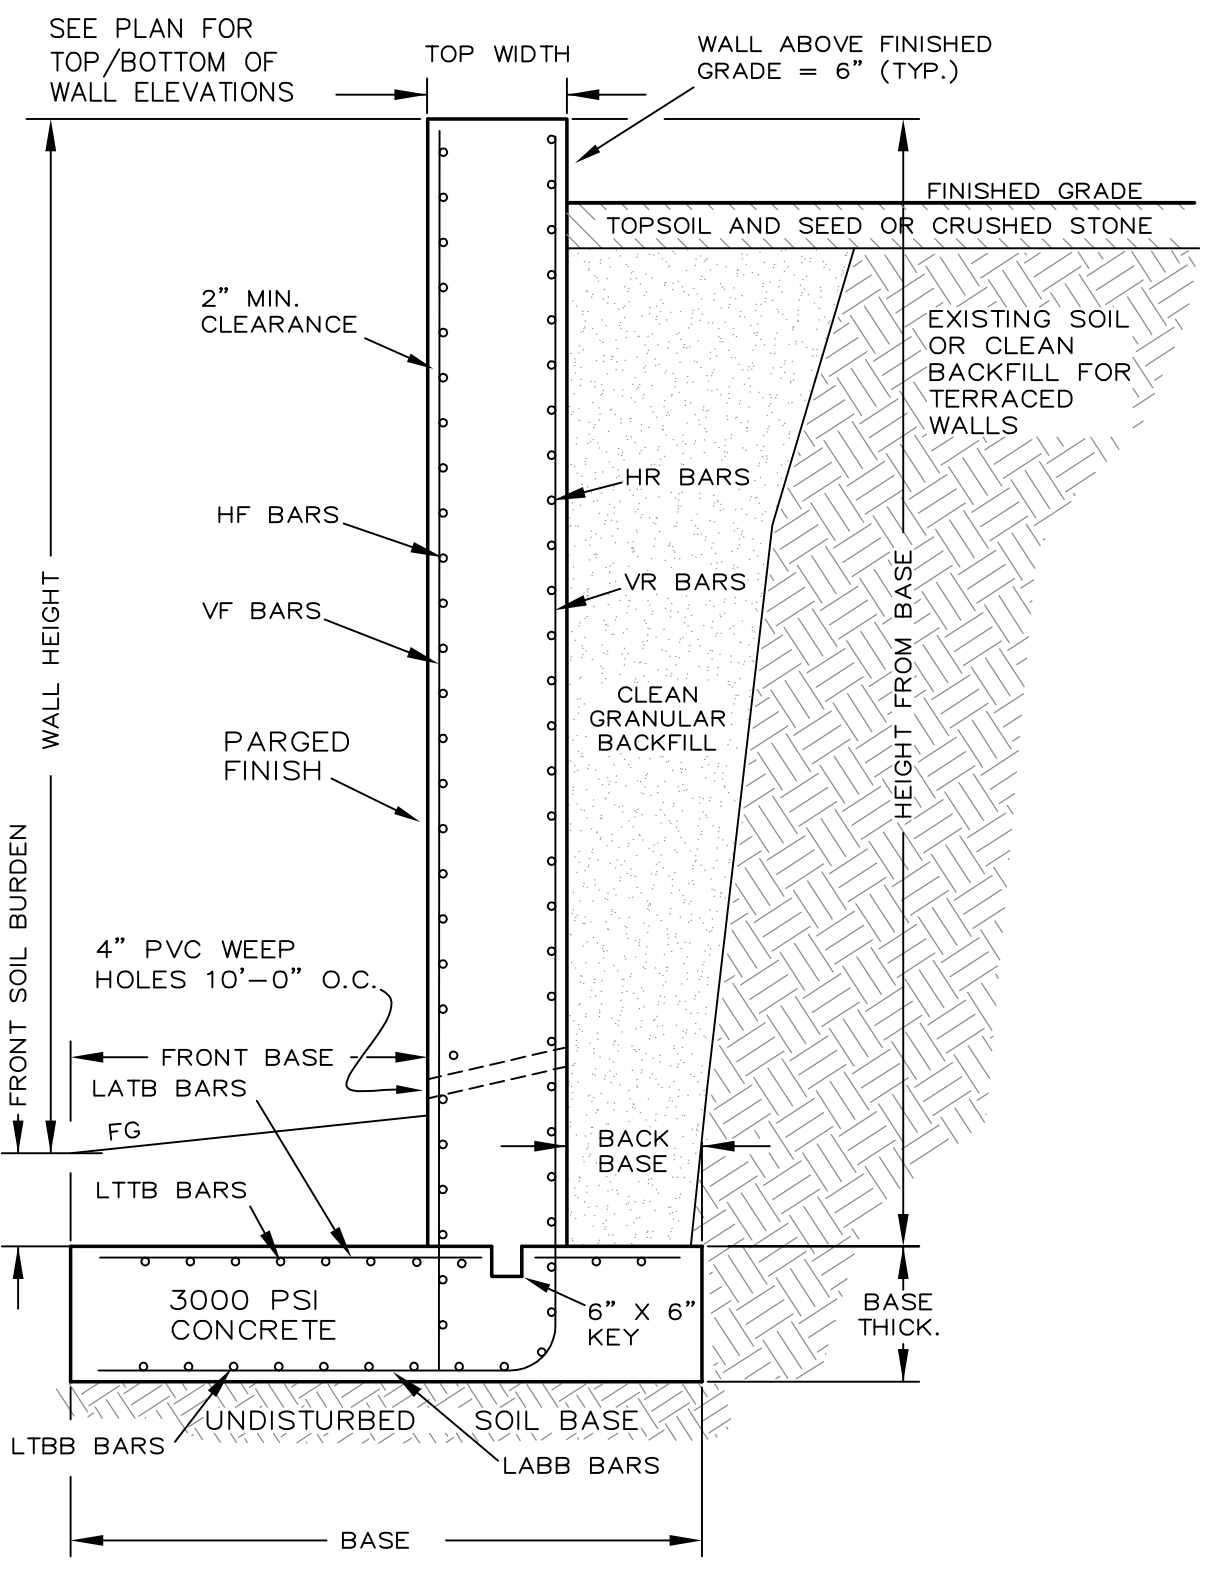 SEE PLAN FOR
TOP/BOTTOM OF
WALL ELEVATIONS
TOP WIDTH
WALL ABOVE FINISHED
GRADE = 6" (TYP.)
FINISHED GRADE
TOPSOIL AND SEED OR CRUSHED STONE
2" MIN.
CLEARANCE
EXISTING SOIL
OR CLEAN
BACKFILL FOR
TERRACED
WALLS
HR BARS
HF BARS
VR BARS
VF BARS
WALL HEIGHT
HEIGHT FROM BASE
CLEAN
GRANULAR
BACKFILL
PARGED
FINISH
FRONT SOIL BURDEN
4" PVC WEEP
HOLES 10'-0" O.C.
FRONT BASE
LATB BARS
FG
BACK
BASE
LTTB BARS
3000 PSI
CONCRETE
6" X 6"
KEY
BASE
THICK.
UNDISTURBED SOIL BASE
LTBB BARS
LABB BARS
BASE